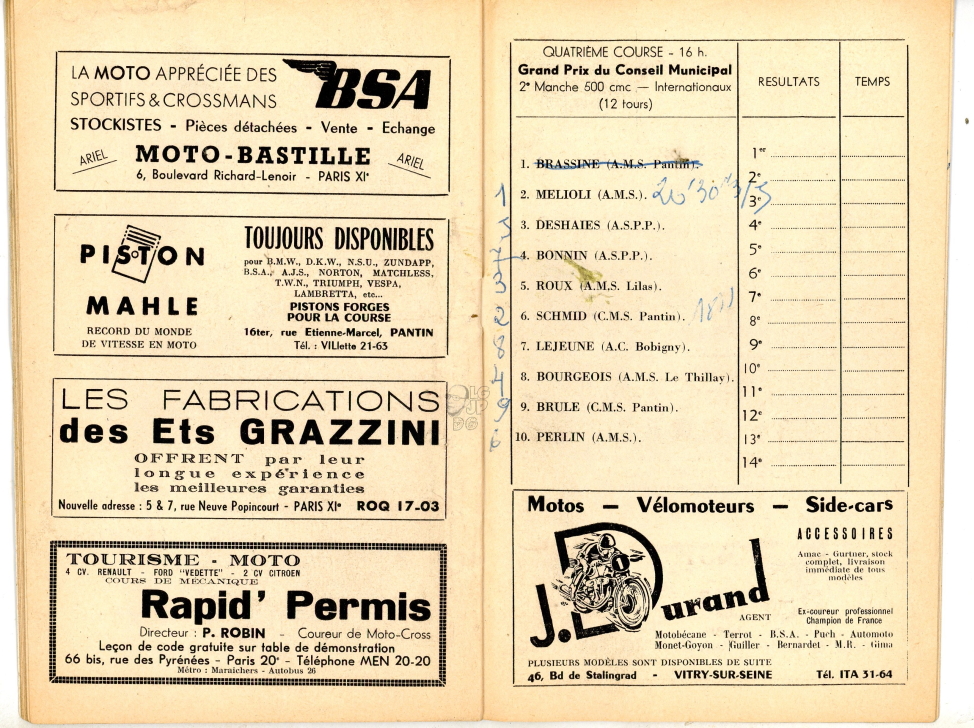 LA MOTO APPRÉCIÉE DES
SPORTIFS & CROSSMANS
BSA
STOCKISTES - Pièces détachées - Vente - Echange
ARIEL MOTO-BASTILLE ARIEL
6, Boulevard Richard-Lenoir - PARIS XIe
PISTON
MAHLE
RECORD DU MONDE
DE VITESSE EN MOTO
TOUJOURS DISPONIBLES
pour B.M.W., D.K.W., N.S.U., ZUNDAPP,
B.S.A., A.J.S., NORTON, MATCHLESS,
T.W.N., TRIUMPH, VESPA,
LAMBRETTA, etc...
PISTONS FORGES
POUR LA COURSE
16ter, rue Etienne-Marcel, PANTIN
Tél. : VILlette 21-63
LES FABRICATIONS
des Ets GRAZZINI
OFFRENT par leur
longue expérience
les meilleures garanties
Nouvelle adresse : 5 & 7, rue Neuve Popincourt - PARIS XIe ROQ 17-03
TOURISME - MOTO
4 CV. RENAULT - FORD "VEDETTE" - 2 CV CITROEN
COURS DE MECANIQUE
Rapid' Permis
Directeur : P. ROBIN - Coureur de Moto-Cross
Leçon de code gratuite sur table de démonstration
66 bis, rue des Pyrénées - Paris 20e - Téléphone MEN 20-20
Métro : Maraichers - Autobus 26
QUATRIÈME COURSE - 16 h.
Grand Prix du Conseil Municipal
2e Manche 500 cmc — Internationaux
(12 tours)
RESULTATS
TEMPS
1. BRASSINE (A.M.S. Pantin).
1 2. MELIOLI (A.M.S.). 20'30"3/5
3. DESHAIES (A.S.P.P.).
7 4. BONNIN (A.S.P.P.).
3 5. ROUX (A.M.S. Lilas).
2 6. SCHMID (C.M.S. Pantin).
8 7. LEJEUNE (A.C. Bobigny).
4 8. BOURGEOIS (A.M.S. Le Thillay).
9 9. BRULE (C.M.S. Pantin).
6 10. PERLIN (A.M.S.).
1er
2e
3e
4e
5e
6e
7e
8e
9e
10e
11e
12e
13e
14e
Motos — Vélomoteurs — Side-cars
J. Durand
AGENT
ACCESSOIRES
Amac - Gurtner, stock
complet, livraison
immédiate de tous
modèles
Ex-coureur professionnel
Champion de France
Motobécane - Terrot - B.S.A. - Puch - Automoto
Monet-Goyon - Guiller - Bernardet - M.R. - Gima
PLUSIEURS MODÈLES SONT DISPONIBLES DE SUITE
46, Bd de Stalingrad - VITRY-SUR-SEINE Tél. ITA 31-64